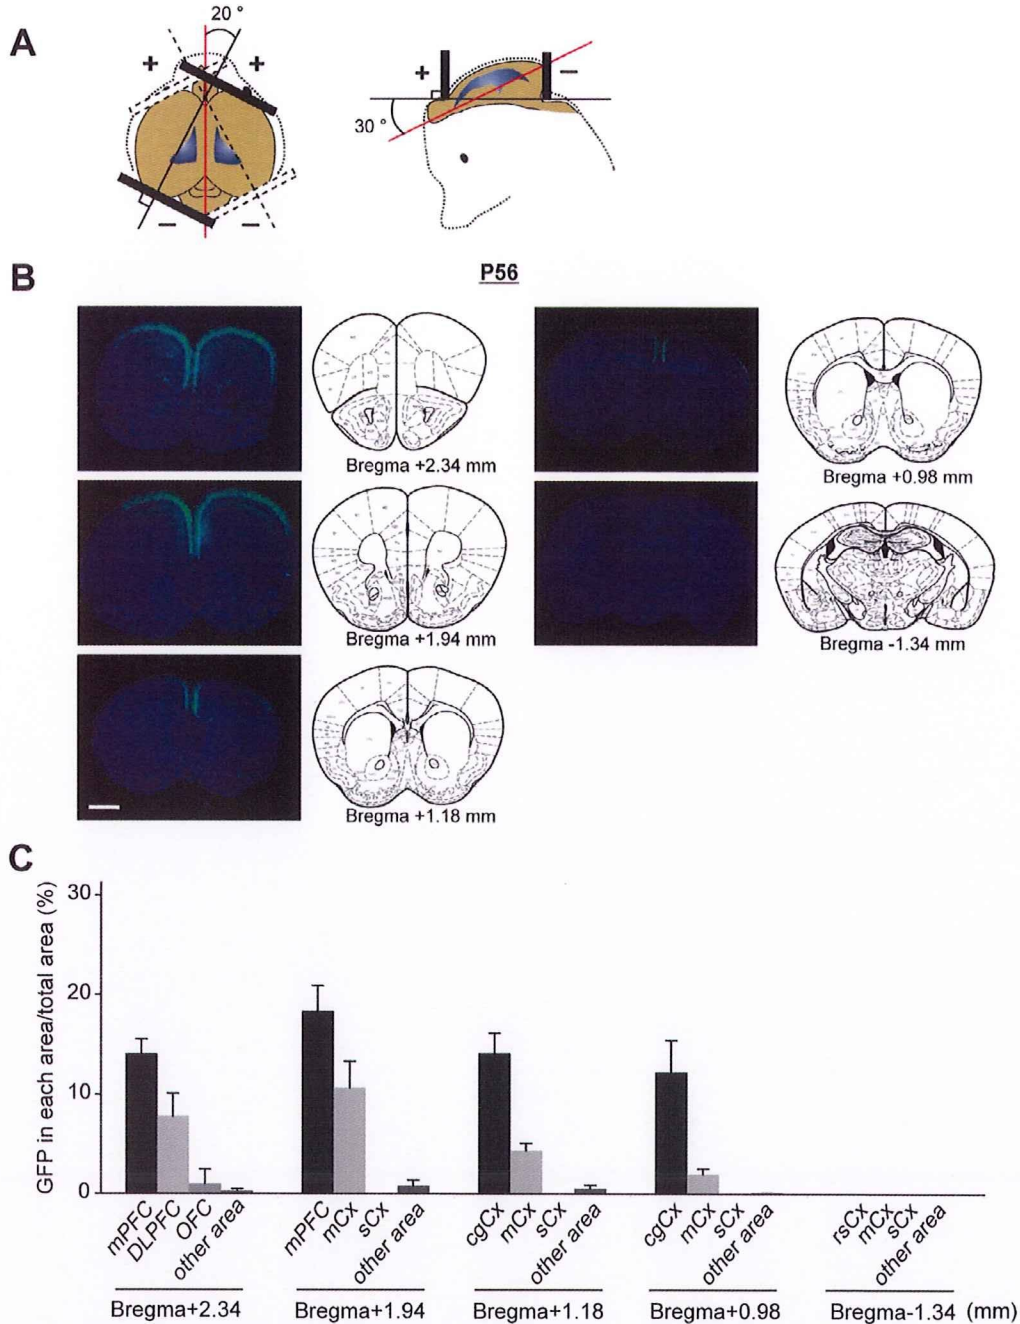 A
20 °
+
+
−
−
+
−
30 °
B
P56
Bregma +2.34 mm
Bregma +0.98 mm
Bregma +1.94 mm
Bregma -1.34 mm
Bregma +1.18 mm
C
GFP in each area/total area (%)
30
20
10
0
mPFC
DLPFC
OFC
other area
mPFC
mCx
sCx
other area
cgCx
mCx
sCx
other area
cgCx
mCx
sCx
other area
rsCx
mCx
sCx
other area
Bregma+2.34
Bregma+1.94
Bregma+1.18
Bregma+0.98
Bregma-1.34 (mm)